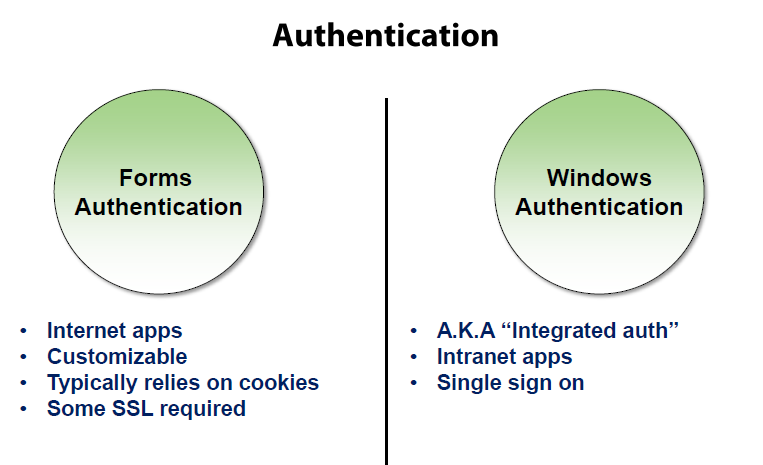 Authentication
Forms
Authentication
• Internet apps
• Customizable
• Typically relies on cookies
• Some SSL required
Windows
Authentication
• A.K.A “Integrated auth”
• Intranet apps
• Single sign on